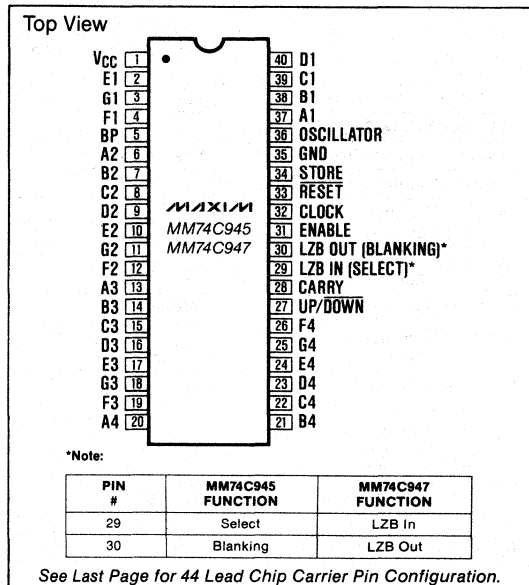 Top View
VCC 1 40 D1
E1 2 39 C1
G1 3 38 B1
F1 4 37 A1
BP 5 36 OSCILLATOR
A2 6 35 GND
B2 7 34 STORE
C2 8 33 RESET
D2 9 MAXIM 32 CLOCK
E2 10 MM74C945 31 ENABLE
G2 11 MM74C947 30 LZB OUT (BLANKING)*
F2 12 29 LZB IN (SELECT)*
A3 13 28 CARRY
B3 14 27 UP/DOWN
C3 15 26 F4
D3 16 25 G4
E3 17 24 E4
G3 18 23 D4
F3 19 22 C4
A4 20 21 B4
*Note:
PIN # MM74C945 FUNCTION MM74C947 FUNCTION
29 Select LZB In
30 Blanking LZB Out
See Last Page for 44 Lead Chip Carrier Pin Configuration.